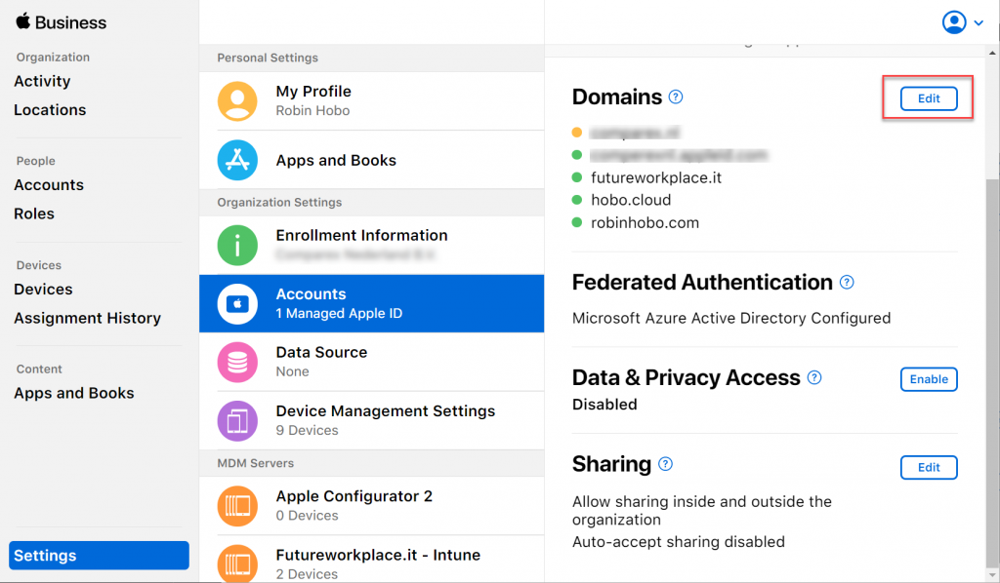 Business
Organization
Activity
Locations
People
Accounts
Roles
Devices
Devices
Assignment History
Content
Apps and Books
Settings
Personal Settings
My Profile
Robin Hobo
Apps and Books
Organization Settings
Enrollment Information
Accounts
1 Managed Apple ID
Data Source
None
Device Management Settings
9 Devices
MDM Servers
Apple Configurator 2
0 Devices
Futureworkplace.it - Intune
2 Devices
Domains ?
Edit
futureworkplace.it
hobo.cloud
robinhobo.com
Federated Authentication ?
Microsoft Azure Active Directory Configured
Data & Privacy Access ?
Enable
Disabled
Sharing ?
Edit
Allow sharing inside and outside the
organization
Auto-accept sharing disabled